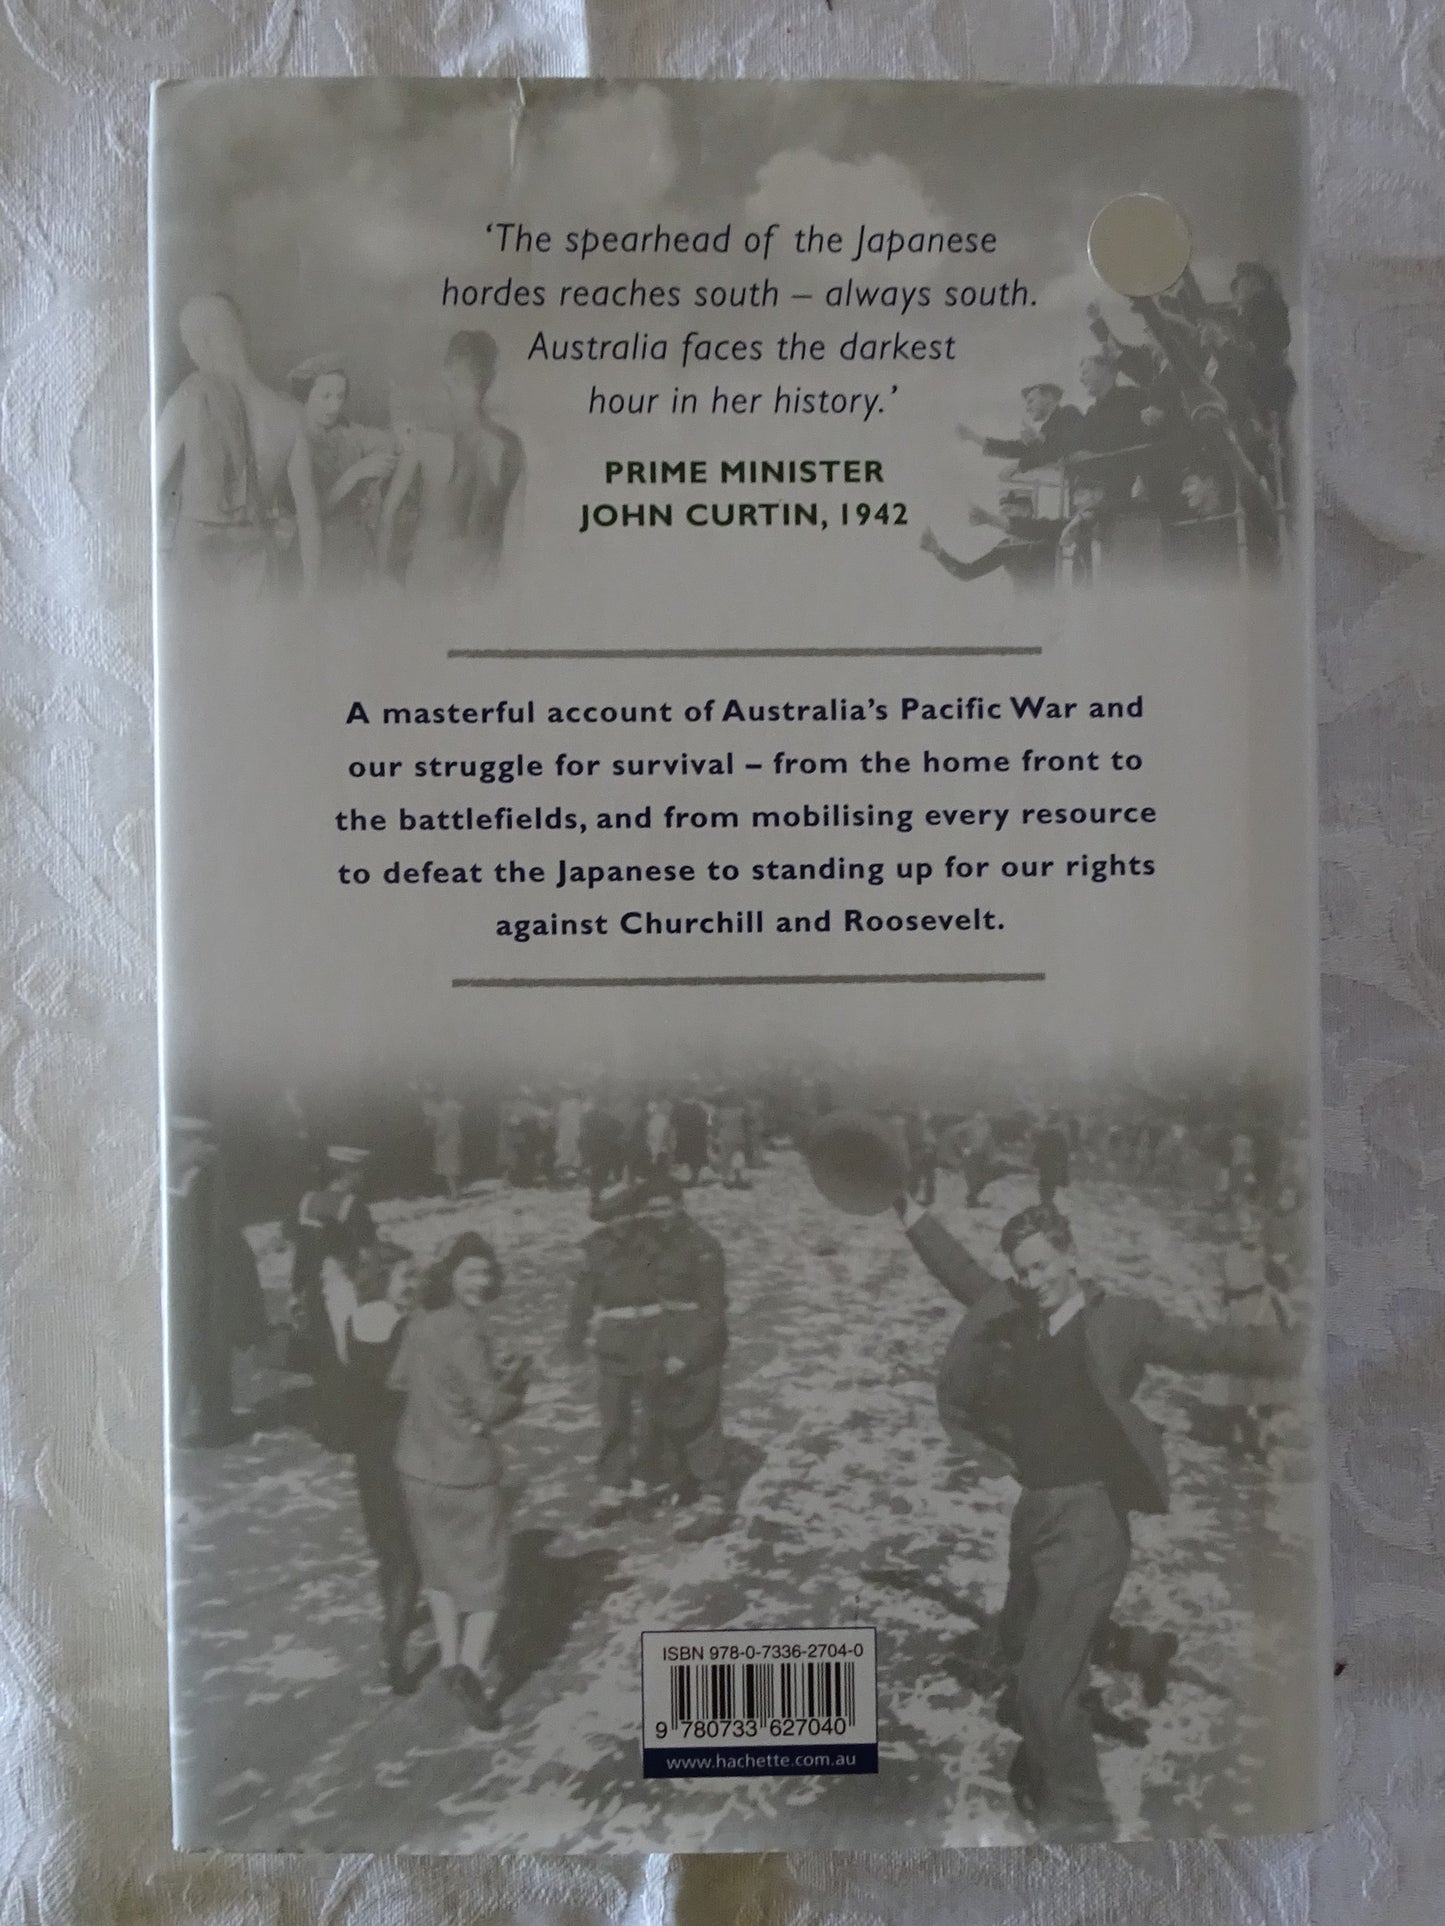 ‘The spearhead of the Japanese
hordes reaches south – always south.
Australia faces the darkest
hour in her history.’
PRIME MINISTER
JOHN CURTIN, 1942
A masterful account of Australia’s Pacific War and
our struggle for survival – from the home front to
the battlefields, and from mobilising every resource
to defeat the Japanese to standing up for our rights
against Churchill and Roosevelt.
ISBN 978-0-7336-2704-0
9 780733 627040
www.hachette.com.au